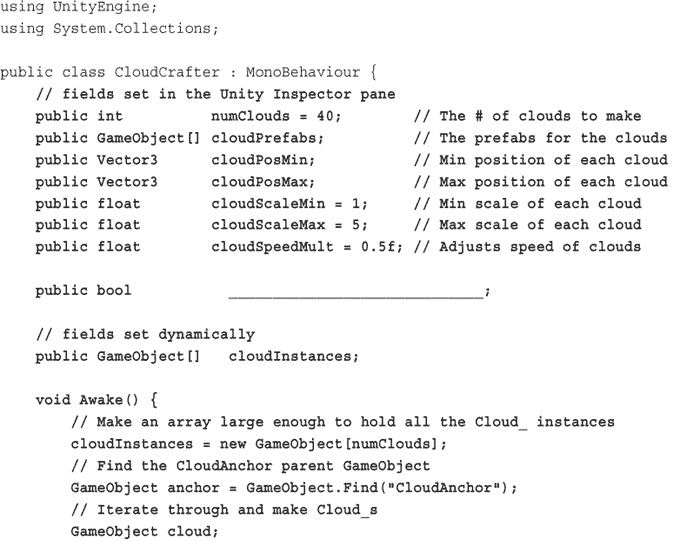 using UnityEngine;
using System.Collections;
public class CloudCrafter : MonoBehaviour {
// fields set in the Unity Inspector pane
public int numClouds = 40; // The # of clouds to make
public GameObject[] cloudPrefabs; // The prefabs for the clouds
public Vector3 cloudPosMin; // Min position of each cloud
public Vector3 cloudPosMax; // Max position of each cloud
public float cloudScaleMin = 1; // Min scale of each cloud
public float cloudScaleMax = 5; // Max scale of each cloud
public float cloudSpeedMult = 0.5f; // Adjusts speed of clouds
public bool _____________________________;
// fields set dynamically
public GameObject[] cloudInstances;
void Awake() {
// Make an array large enough to hold all the Cloud_ instances
cloudInstances = new GameObject[numClouds];
// Find the CloudAnchor parent GameObject
GameObject anchor = GameObject.Find("CloudAnchor");
// Iterate through and make Cloud_s
GameObject cloud;